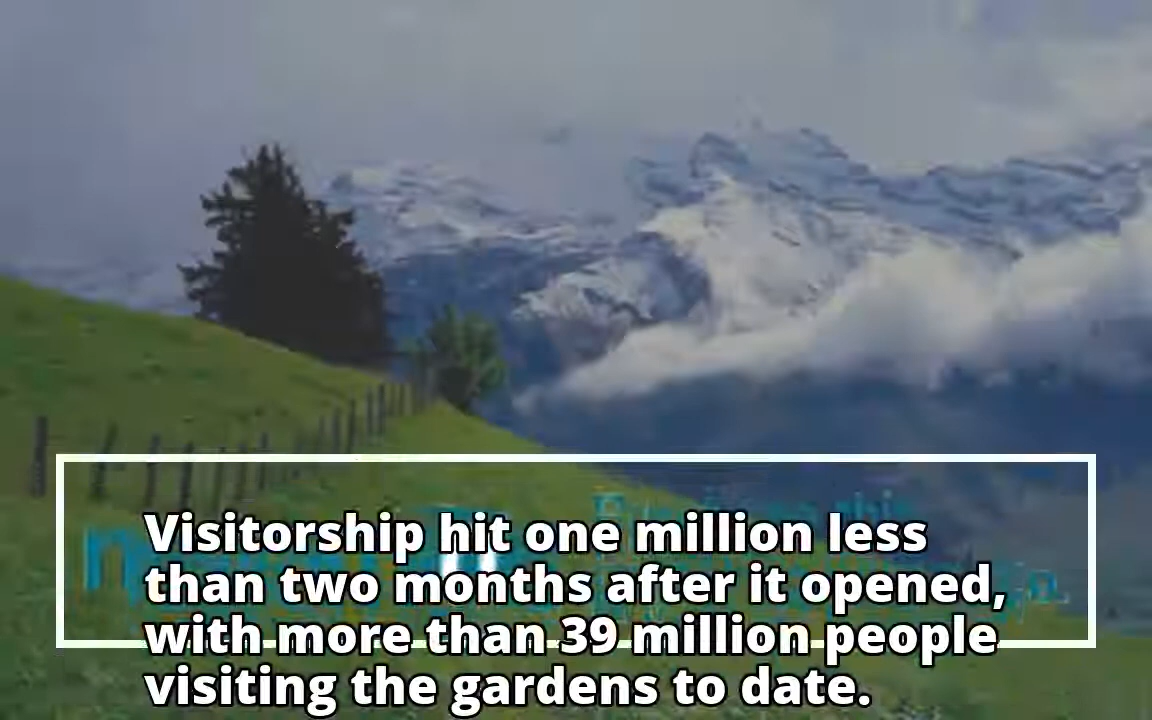 Visitorship hit one million less
than two months after it opened,
with more than 39 million people
visiting the gardens to date.